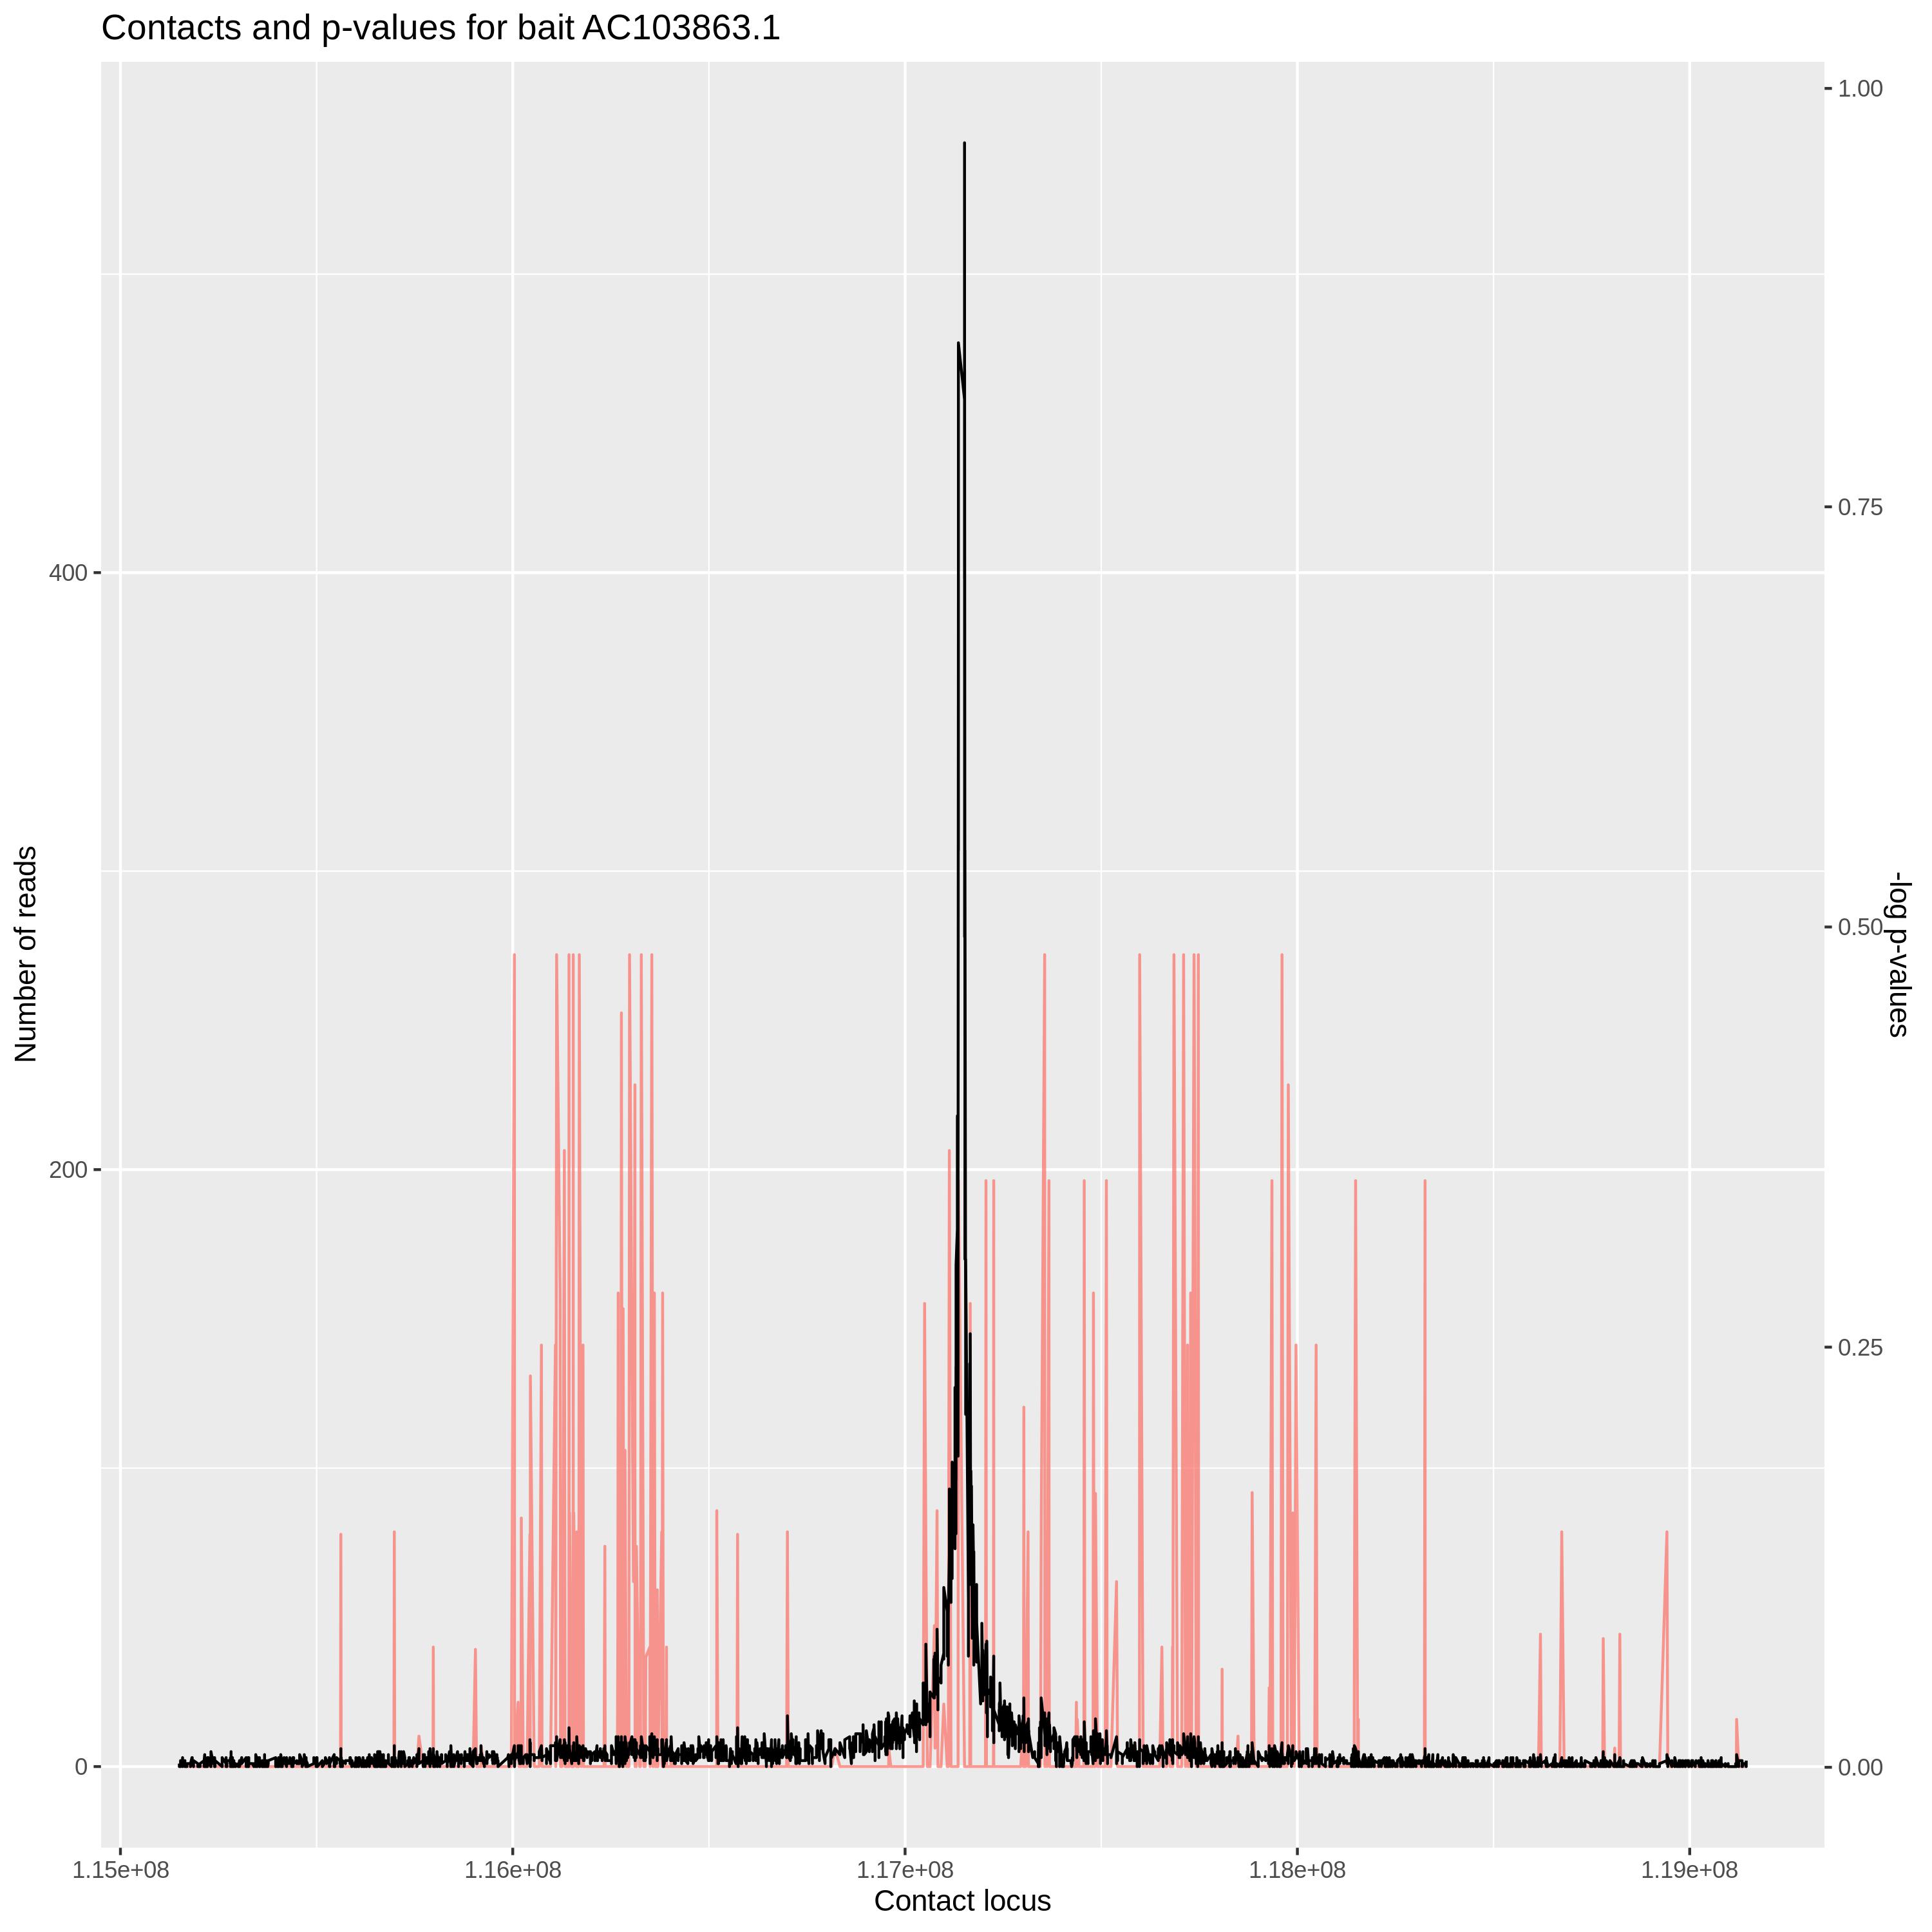 Contacts and p-values for bait AC103863.1
1.00
0.75
400
0.50
Number of reads
-log p-values
200
0.25
0
0.00
1.15e+08
1.16e+08
1.17e+08
1.18e+08
1.19e+08
Contact locus